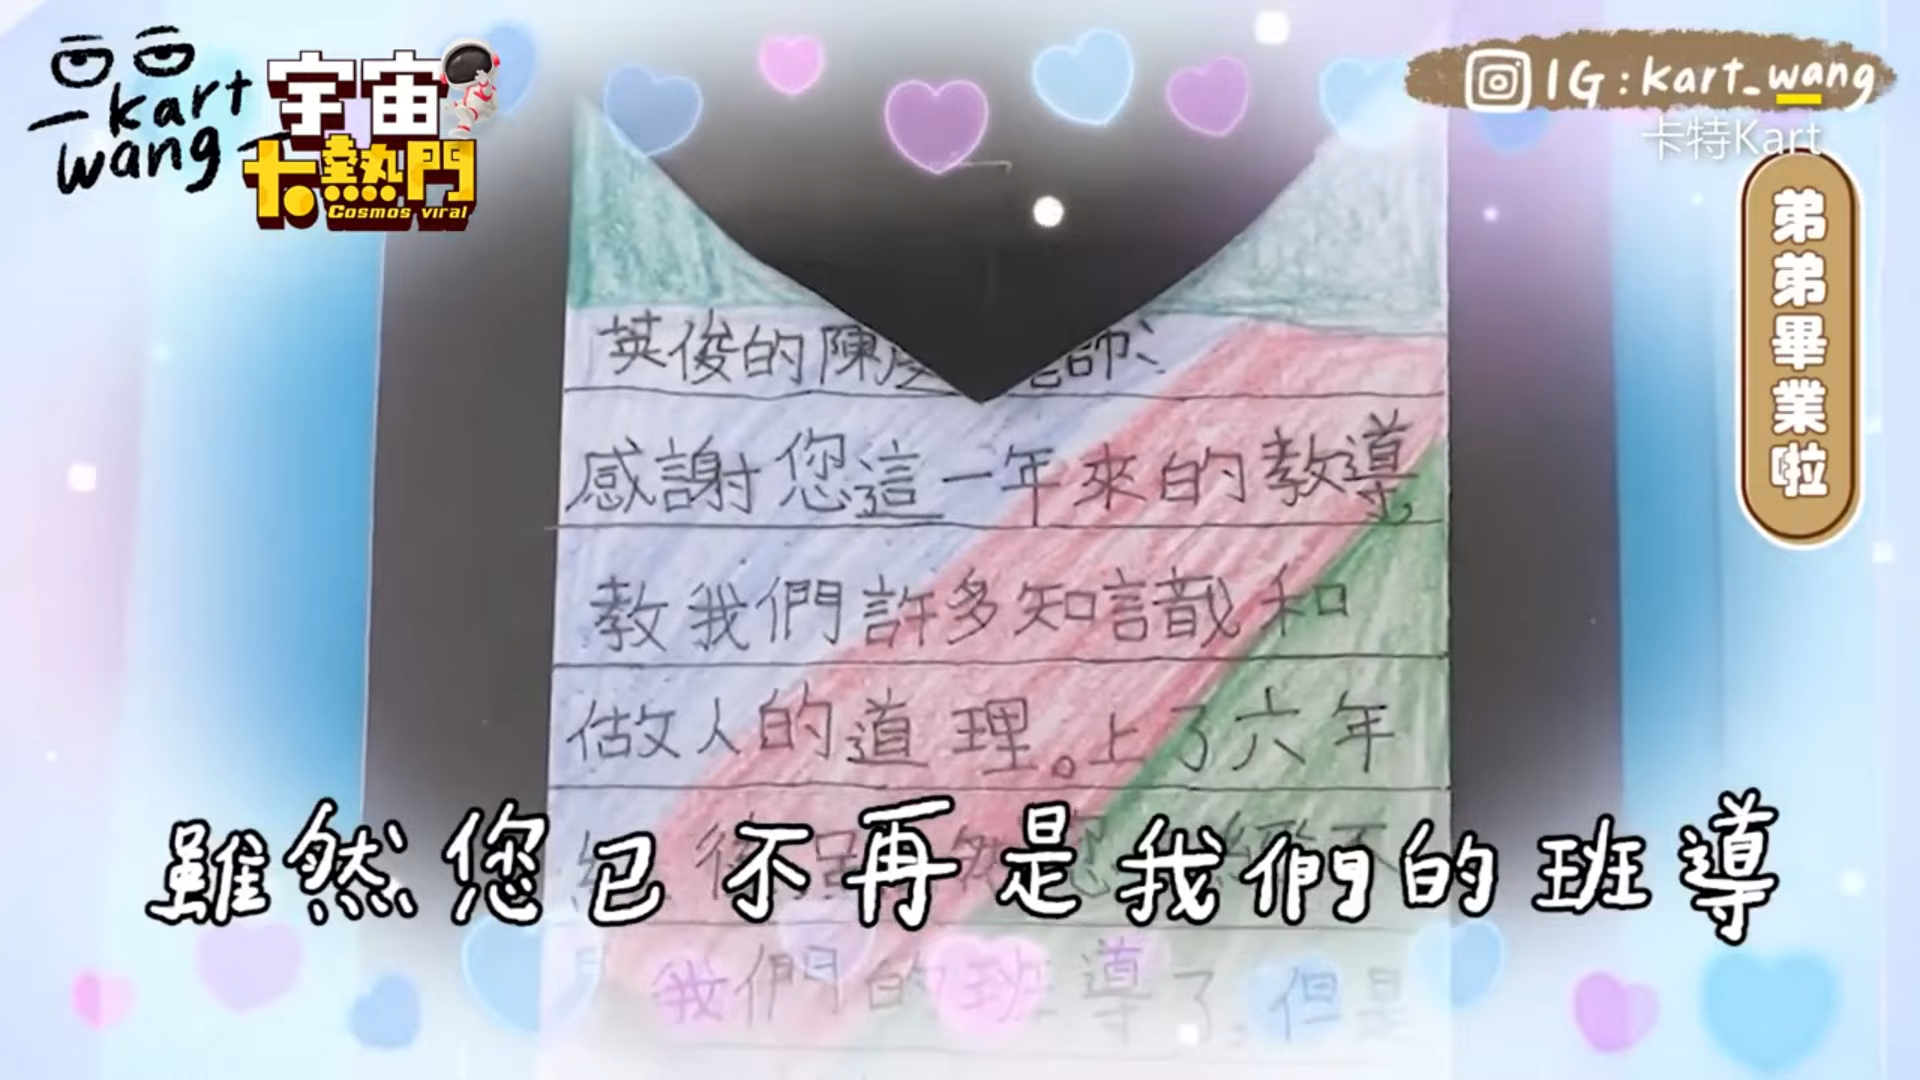 kart
wang
宇宙
卡熱門
Cosmos viral
IG:kart_wang
卡特Kart
弟弟畢業啦
英俊的陳
師:
感謝您這一年來的教導
教我們許多知識和
做人的道理。上了六年
雖然您已不再是我們的班導
我們的班導了,但是